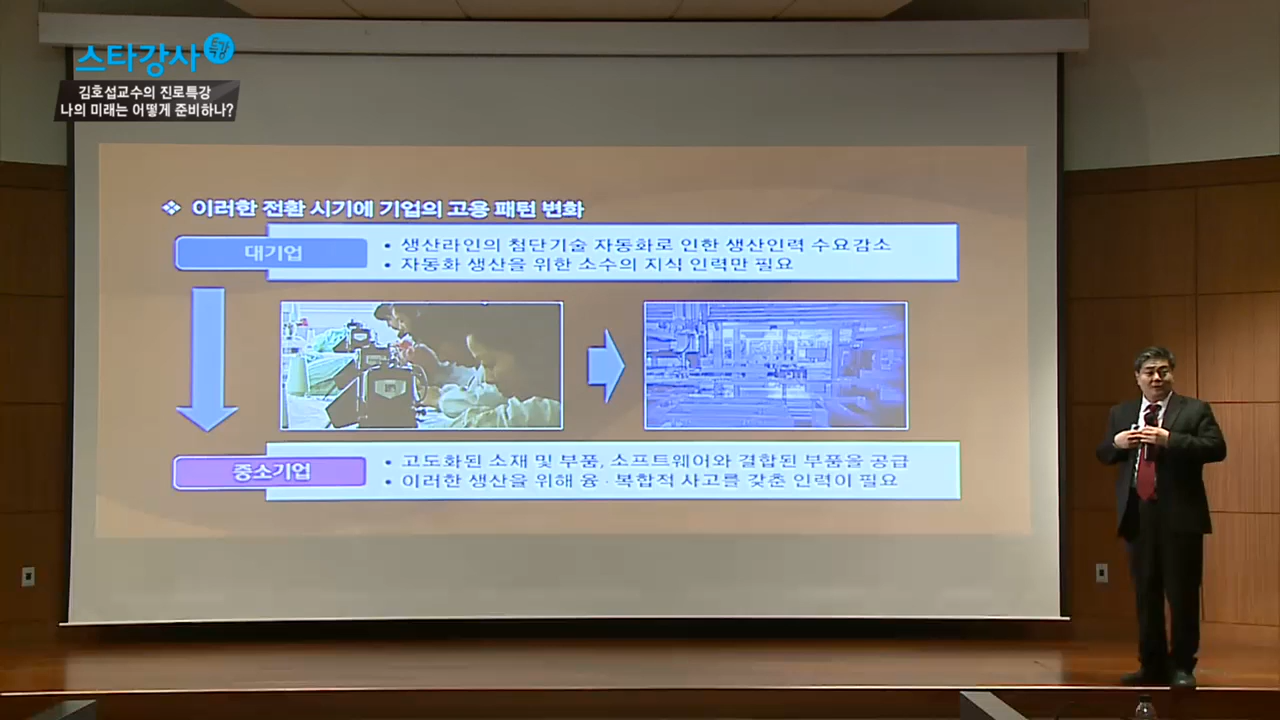 스타강사 특강
김호섭교수의 진로특강
나의 미래는 어떻게 준비하나?
❖ 이러한 전환 시기에 기업의 고용 패턴 변화
대기업
• 생산라인의 첨단기술 자동화로 인한 생산인력 수요감소
• 자동화 생산을 위한 소수의 지식 인력만 필요
중소기업
• 고도화된 소재 및 부품, 소프트웨어와 결합된 부품을 공급
• 이러한 생산을 위해 융·복합적 사고를 갖춘 인력이 필요